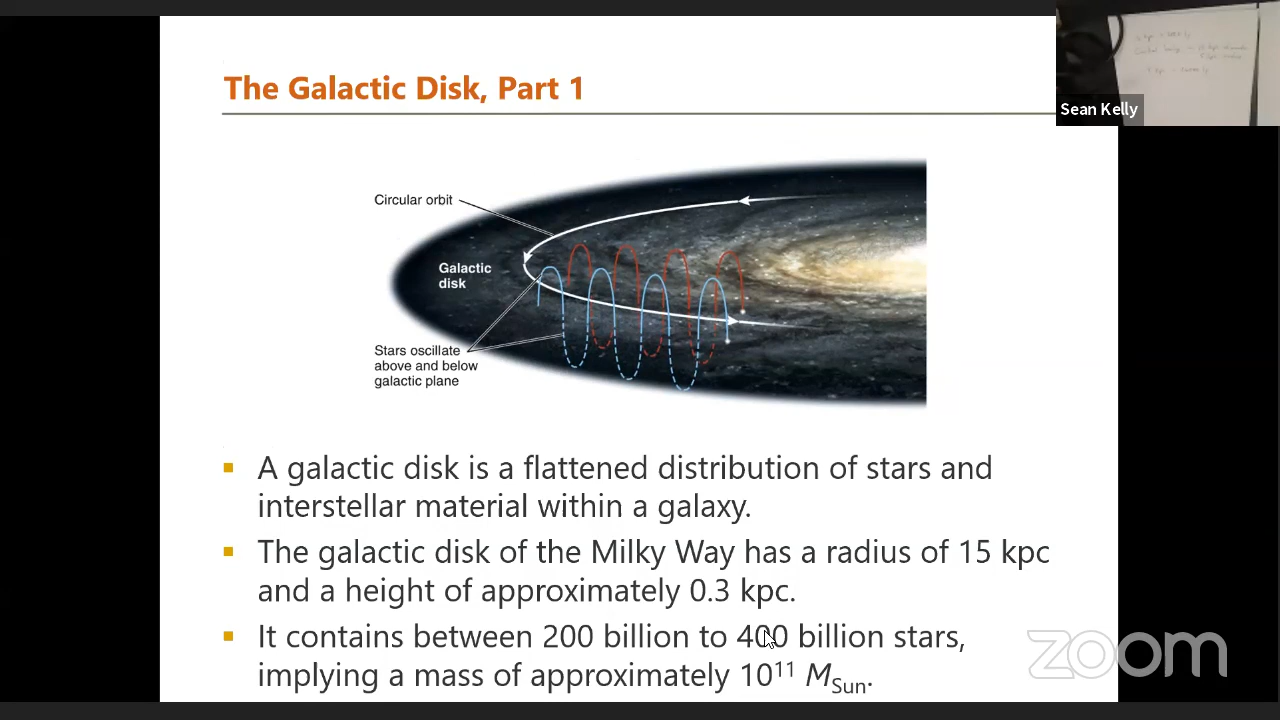 The Galactic Disk, Part 1
Sean Kelly
Circular orbit
Galactic
disk
Stars oscillate
above and below
galactic plane
▪ A galactic disk is a flattened distribution of stars and
interstellar material within a galaxy.
▪ The galactic disk of the Milky Way has a radius of 15 kpc
and a height of approximately 0.3 kpc.
▪ It contains between 200 billion to 400 billion stars,
implying a mass of approximately 10¹¹ M_Sun.
zoom